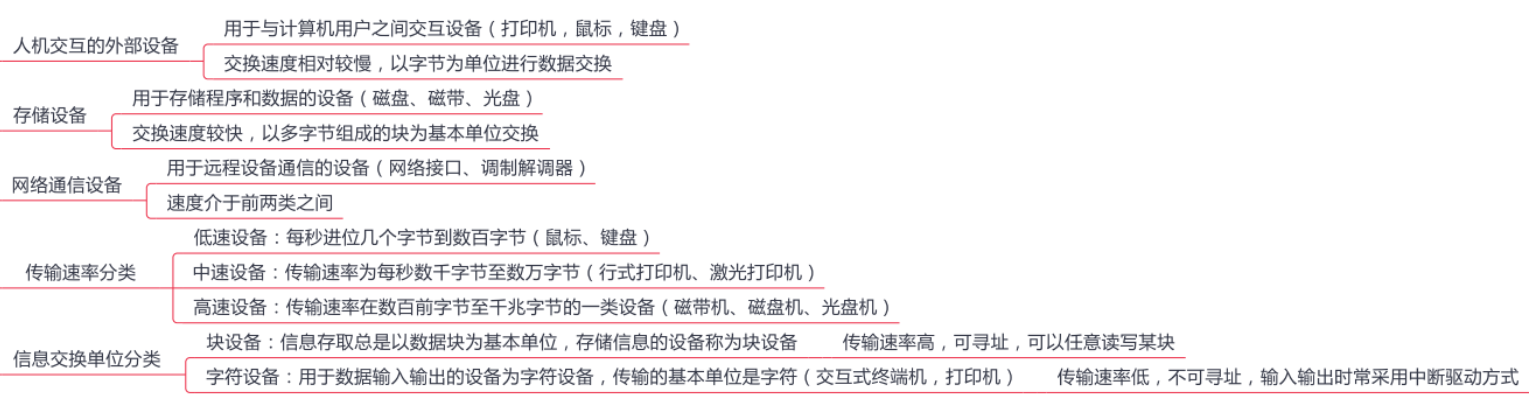 人机交互的外部设备
用于与计算机用户之间交互设备（打印机，鼠标，键盘）
交换速度相对较慢，以字节为单位进行数据交换
存储设备
用于存储程序和数据的设备（磁盘、磁带、光盘）
交换速度较快，以多字节组成的块为基本单位交换
网络通信设备
用于远程设备通信的设备（网络接口、调制解调器）
速度介于前两类之间
传输速率分类
低速设备：每秒进位几个字节到数百字节（鼠标、键盘）
中速设备：传输速率为每秒数千字节至数万字节（行式打印机、激光打印机）
高速设备：传输速率在数百前字节至千兆字节的一类设备（磁带机、磁盘机、光盘机）
信息交换单位分类
块设备：信息存取总是以数据块为基本单位，存储信息的设备称为块设备
传输速率高，可寻址，可以任意读写某块
字符设备：用于数据输入输出的设备为字符设备，传输的基本单位是字符（交互式终端机，打印机）
传输速率低，不可寻址，输入输出时常采用中断驱动方式